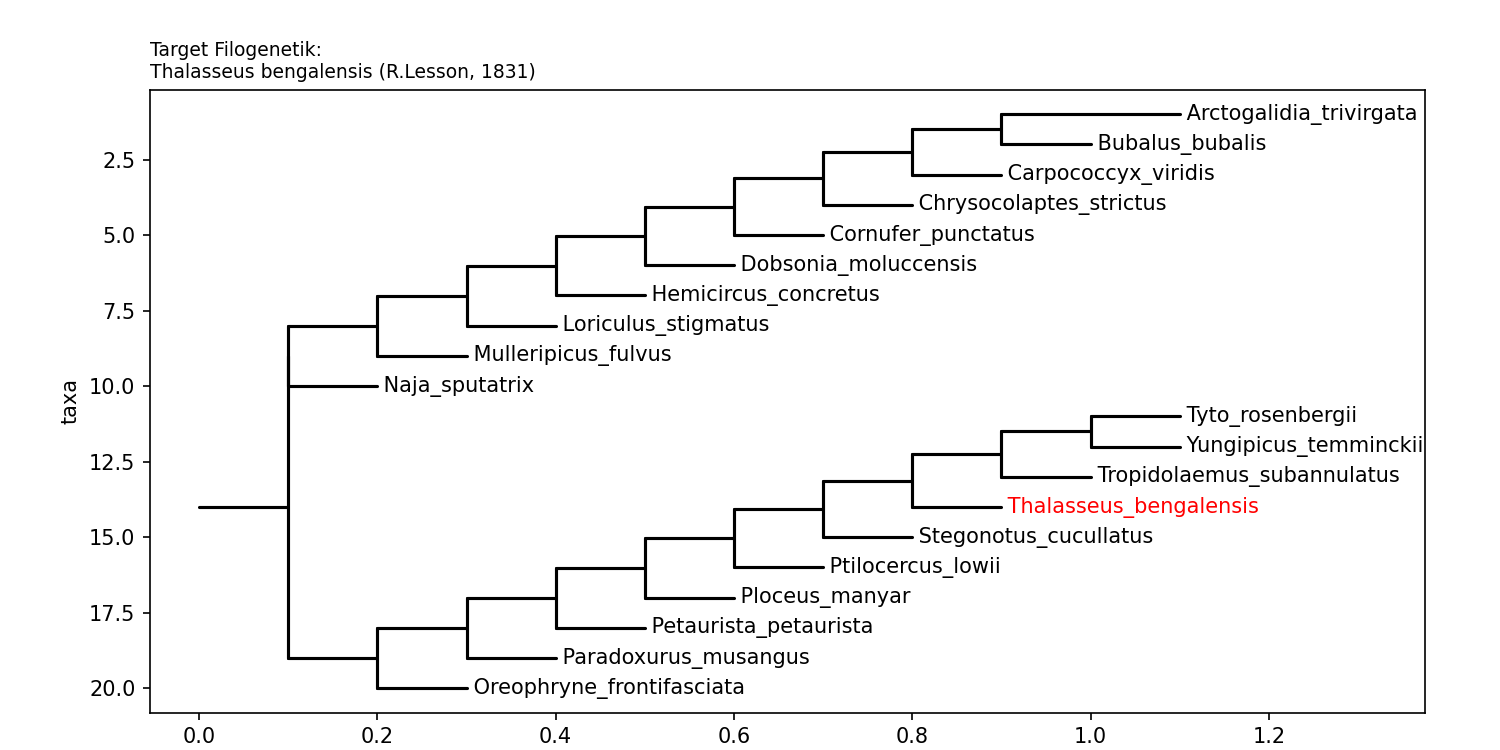 Target Filogenetik:
Thalasseus bengalensis (R.Lesson, 1831)
Arctogalidia_trivirgata
Bubalus_bubalis
2.5
Carpococcyx_viridis
Chrysocolaptes_strictus
5.0
Cornufer_punctatus
Dobsonia_moluccensis
Hemicircus_concretus
7.5
Loriculus_stigmatus
Mulleripicus_fulvus
10.0
Naja_sputatrix
taxa
Tyto_rosenbergii
Yungipicus_temminckii
12.5
Tropidolaemus_subannulatus
Thalasseus_bengalensis
15.0
Stegonotus_cucullatus
Ptilocercus_lowii
Ploceus_manyar
17.5
Petaurista_petaurista
Paradoxurus_musangus
20.0
Oreophryne_frontifasciata
0.0 0.2 0.4 0.6 0.8 1.0 1.2